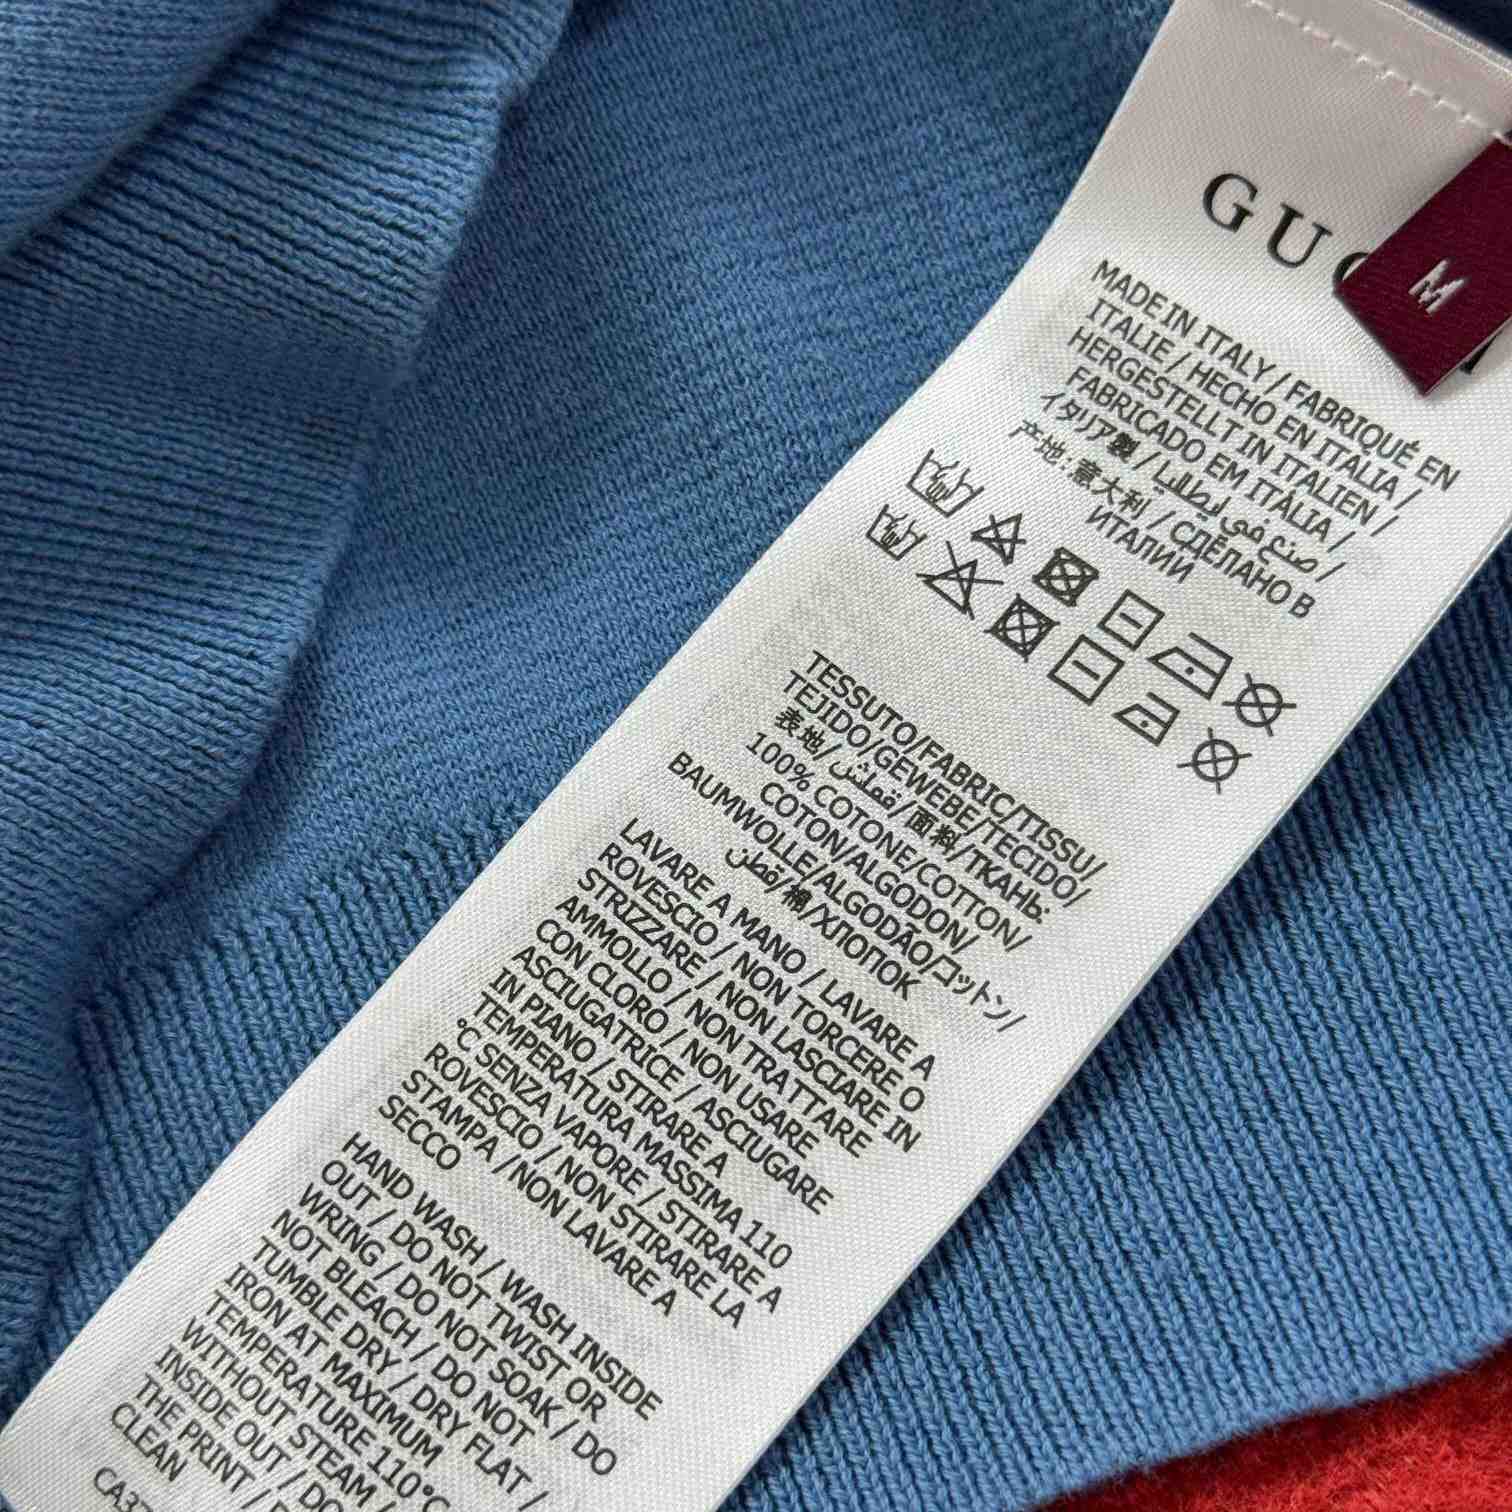 GUC
M
MADE IN ITALY / FABRIQUÉ EN
ITALIE / HECHO EN ITALIA /
HERGESTELLT IN ITALIEN /
FABRICADO EM ITÁLIA /
イタリア製 / صنع في إيطاليا /
产地：意大利 / СДЕЛАНО В
ИТАЛИИ
TESSUTO/FABRIC/TISSU/
TEJIDO/GEWEBE/TECIDO/
表地/قماش/面料/ТКАНЬ:
100% COTONE/COTTON/
COTON/ALGODON/
BAUMWOLLE/ALGODÃO/コットン/
قطن/棉/ХЛОПОК
LAVARE A MANO / LAVARE A
ROVESCIO / NON TORCERE O
STRIZZARE / NON LASCIARE IN
AMMOLLO / NON TRATTARE
CON CLORO / NON USARE
ASCIUGATRICE / ASCIUGARE
IN PIANO / STIRARE A
TEMPERATURA MASSIMA 110
°C SENZA VAPORE / STIRARE A
ROVESCIO / NON STIRARE LA
STAMPA /NON LAVARE A
SECCO
HAND WASH / WASH INSIDE
OUT / DO NOT TWIST OR
WRING / DO NOT SOAK / DO
NOT BLEACH / DO NOT
TUMBLE DRY / DRY FLAT /
IRON AT MAXIMUM
TEMPERATURE 110°C
WITHOUT STEAM /
INSIDE OUT / DO
THE PRINT /
CLEAN